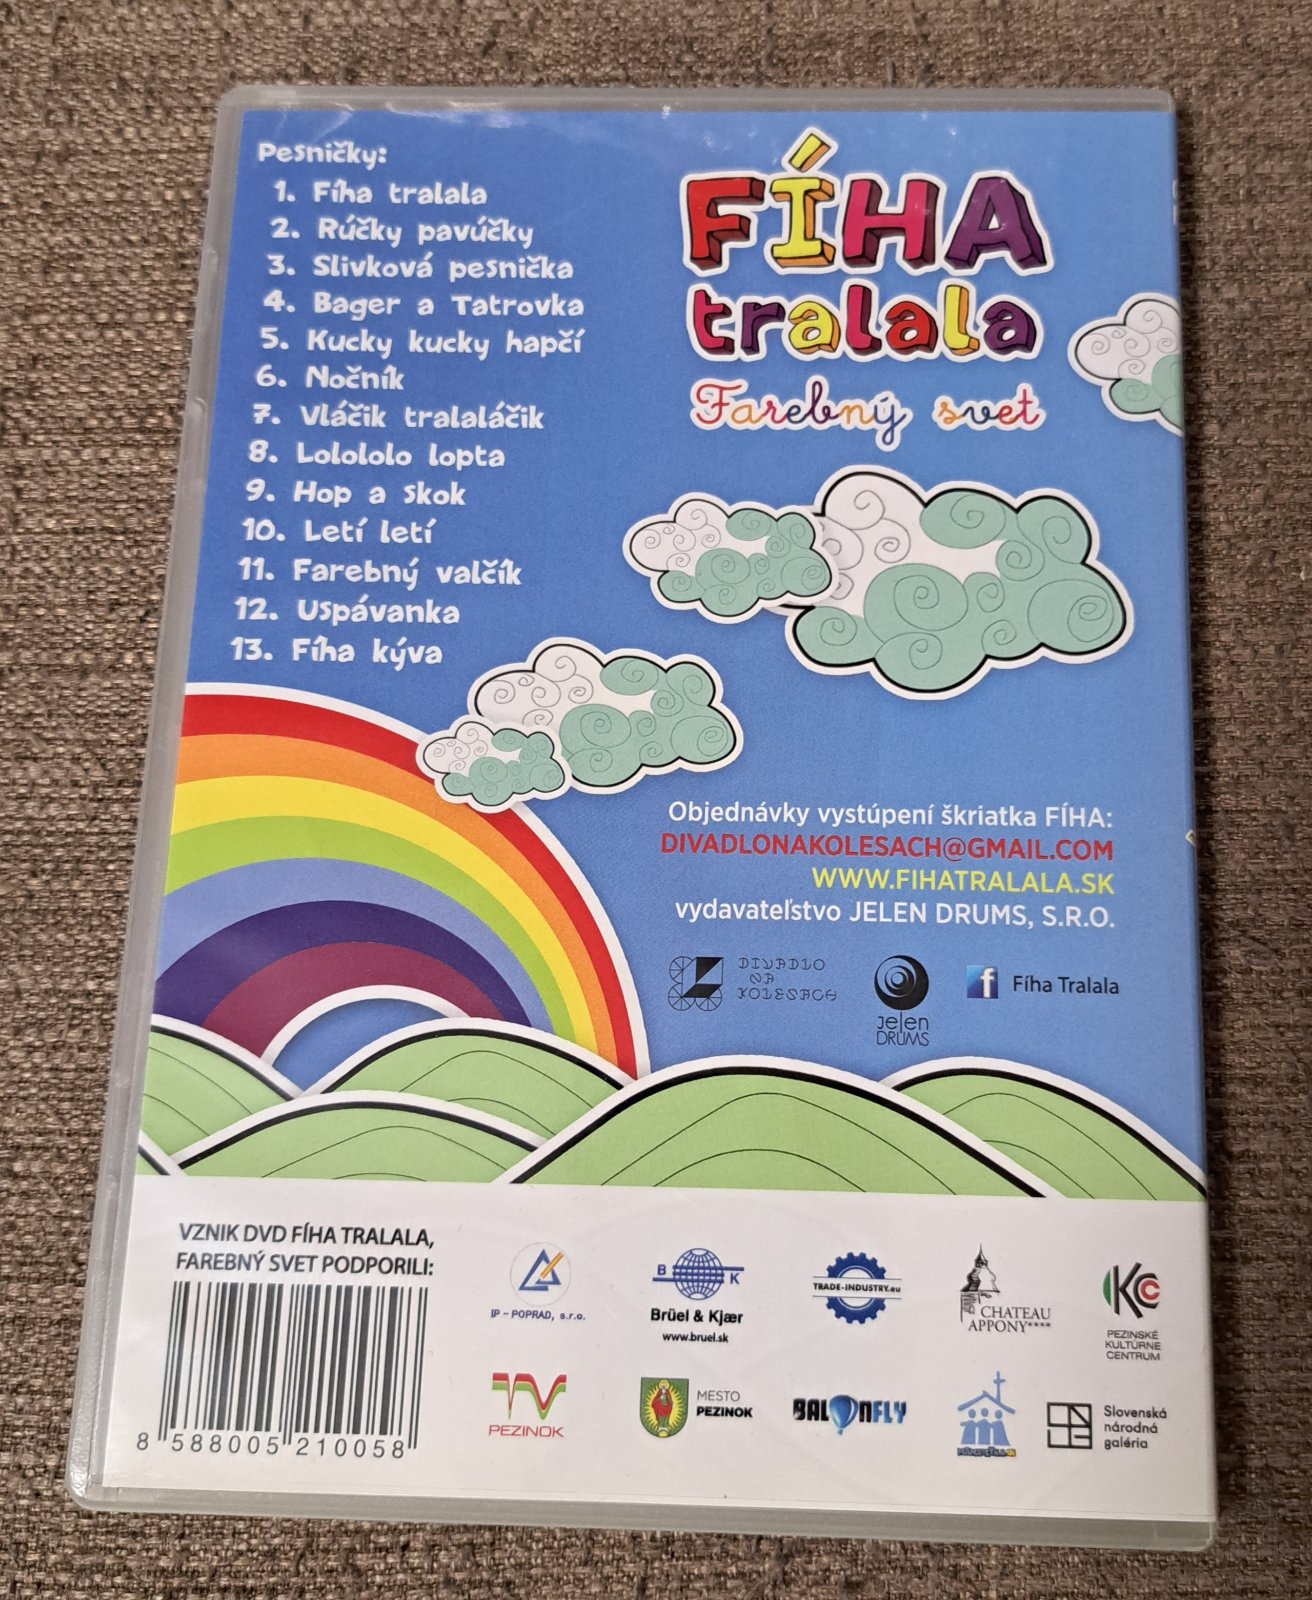 Pesničky:
1. Fíha tralala
2. Rúčky pavúčky
3. Slivková pesnička
4. Bager a Tatrovka
5. Kucky kucky hapčí
6. Nočník
7. Vláčik tralaláčik
8. Lolololo lopta
9. Hop a skok
10. Letí letí
11. Farebný valčík
12. Uspávanka
13. Fíha kýva
FÍHA
tralala
Farebný svet
Objednávky vystúpení škriatka FÍHA:
DIVADLONAKOLESACH@GMAIL.COM
WWW.FIHATRALALA.SK
vydavateľstvo JELEN DRUMS, S.R.O.
DIVADLO
NA
KOLESACH
jelen
DRUMS
f Fíha Tralala
VZNIK DVD FÍHA TRALALA,
FAREBNÝ SVET PODPORILI:
8 588005 210058
IP - POPRAD, s.r.o.
B K
Brüel & Kjær
www.bruel.sk
TRADE-INDUSTRY.eu
CHATEAU
APPONY****
KC
PEZINSKÉ
KULTÚRNE
CENTRUM
TV
PEZINOK
MESTO
PEZINOK
BALONFLY
Slovenská
národná
galéria